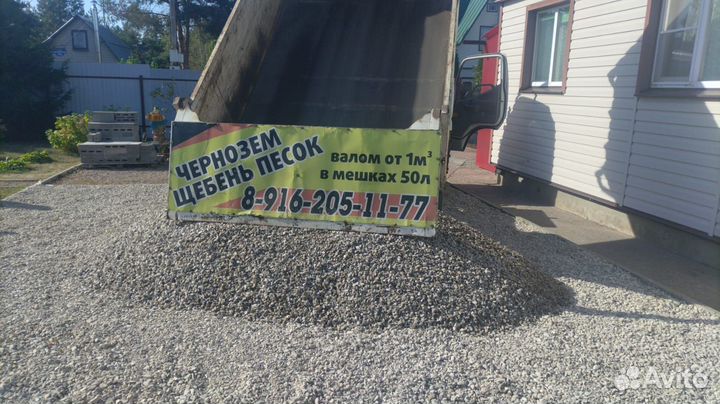 ЧЕРНОЗЕМ
ЩЕБЕНЬ ПЕСОК
ВАЛОМ ОТ 1м³
В МЕШКАХ 50Л
8-916-205-11-77
Avito